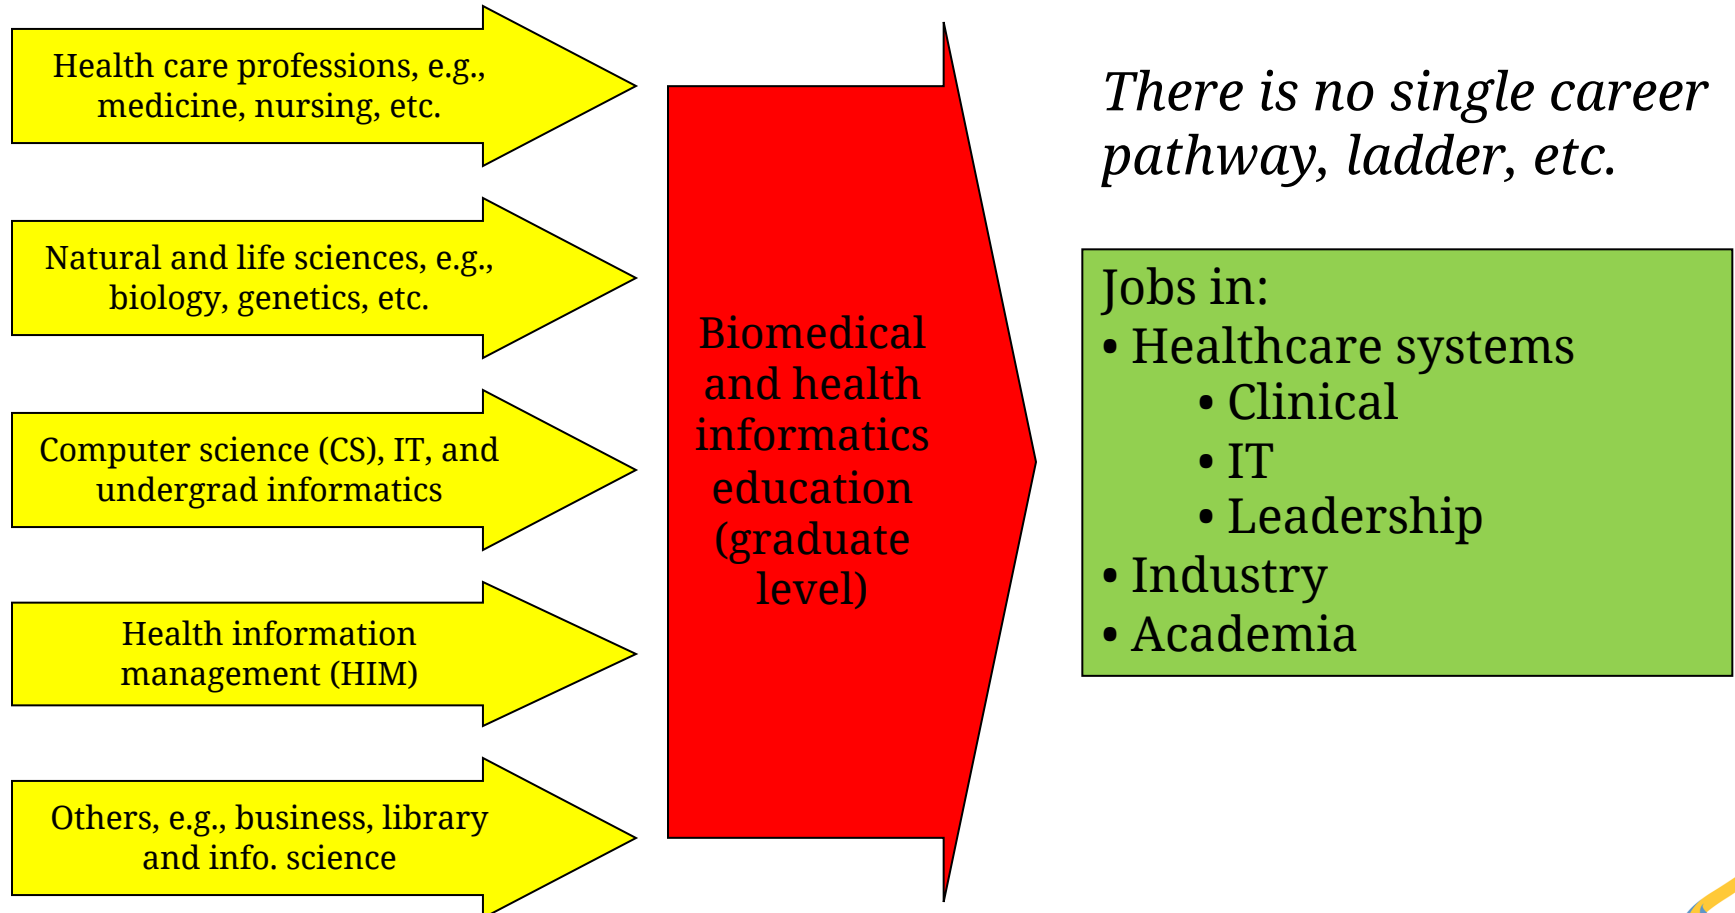 Health care professions, e.g.,
medicine, nursing, etc.
Natural and life sciences, e.g.,
biology, genetics, etc.
Computer science (CS), IT, and
undergrad informatics
Health information
management (HIM)
Others, e.g., business, library
and info. science
Biomedical
and health
informatics
education
(graduate
level)
There is no single career
pathway, ladder, etc.
Jobs in:
• Healthcare systems
• Clinical
• IT
• Leadership
• Industry
• Academia